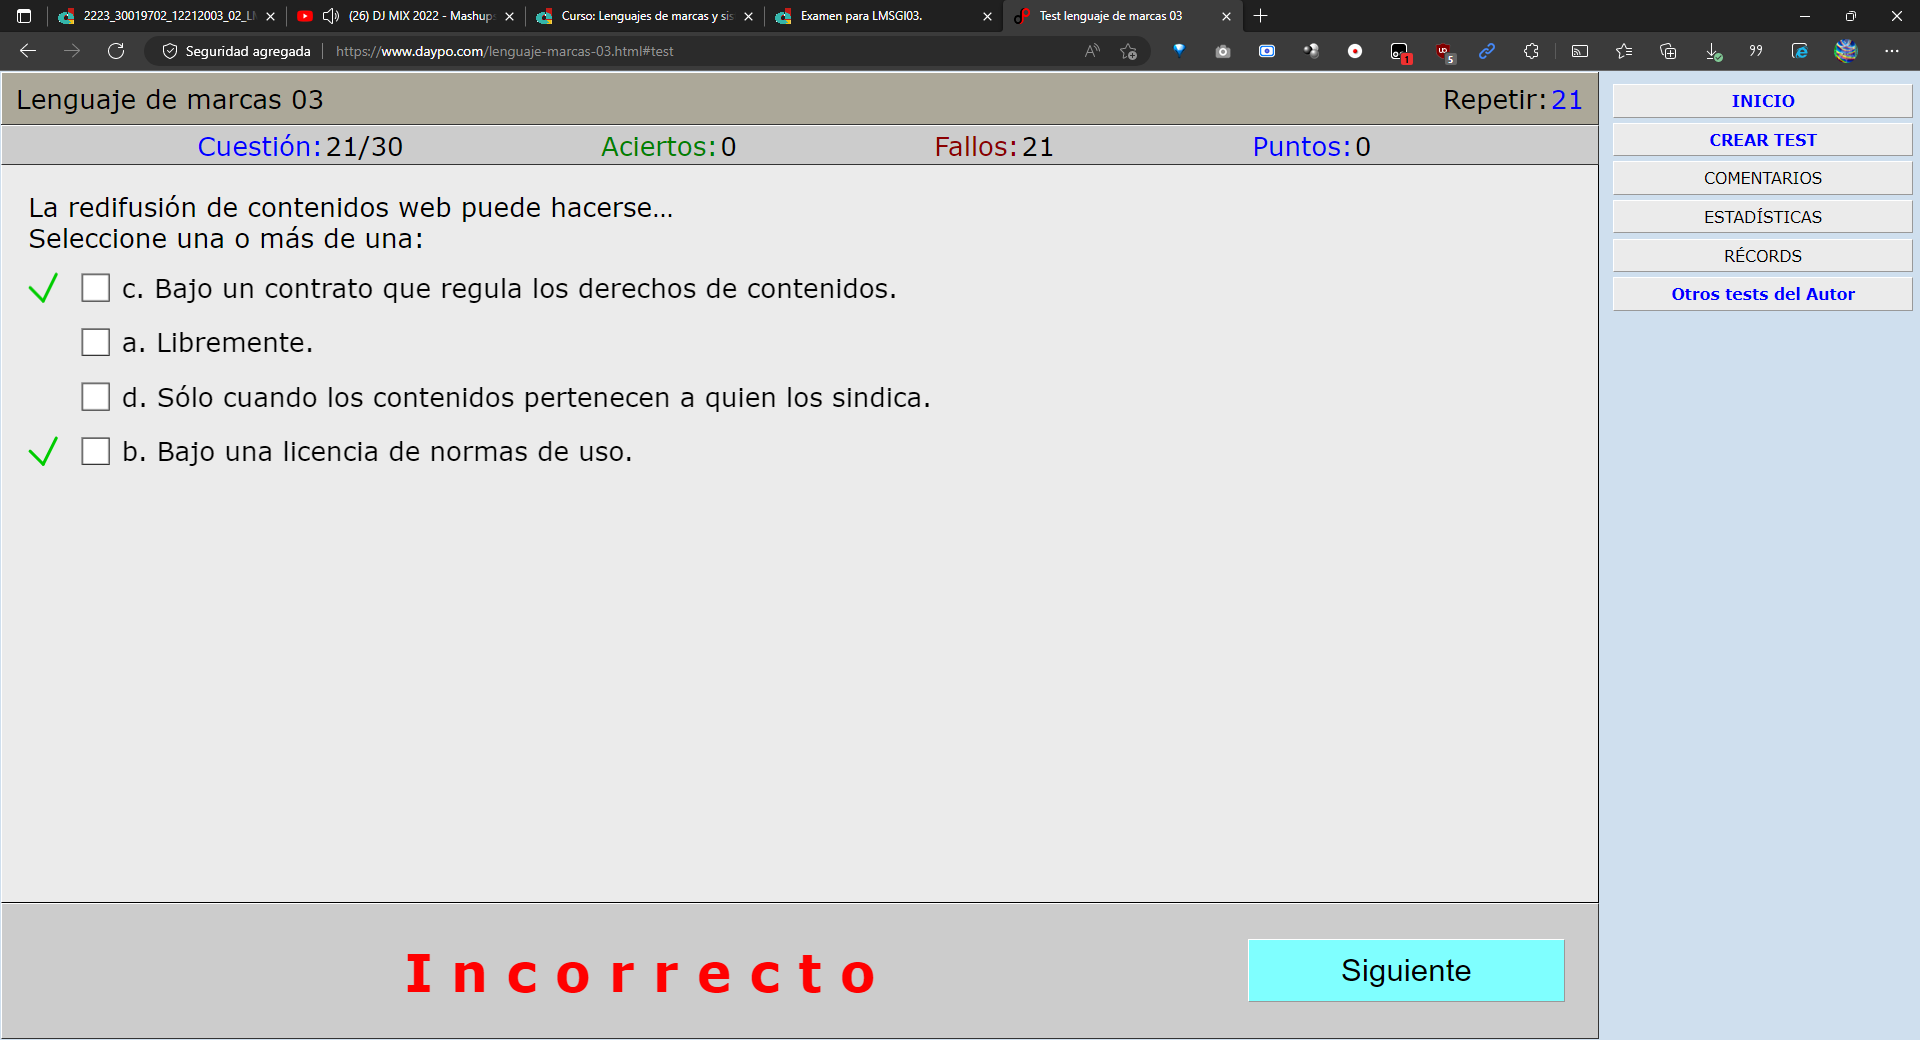 2223_30019702_12212003_02_L
(26) DJ MIX 2022 - Mashup
Curso: Lenguajes de marcas y sis
Examen para LMSGI03.
Test lenguaje de marcas 03
Seguridad agregada
https://www.daypo.com/lenguaje-marcas-03.html#test
1
5
Lenguaje de marcas 03
Repetir:21
Cuestión:21/30
Aciertos:0
Fallos:21
Puntos:0
La redifusión de contenidos web puede hacerse...
Seleccione una o más de una:
c. Bajo un contrato que regula los derechos de contenidos.
a. Libremente.
d. Sólo cuando los contenidos pertenecen a quien los sindica.
b. Bajo una licencia de normas de uso.
Incorrecto
Siguiente
INICIO
CREAR TEST
COMENTARIOS
ESTADÍSTICAS
RÉCORDS
Otros tests del Autor